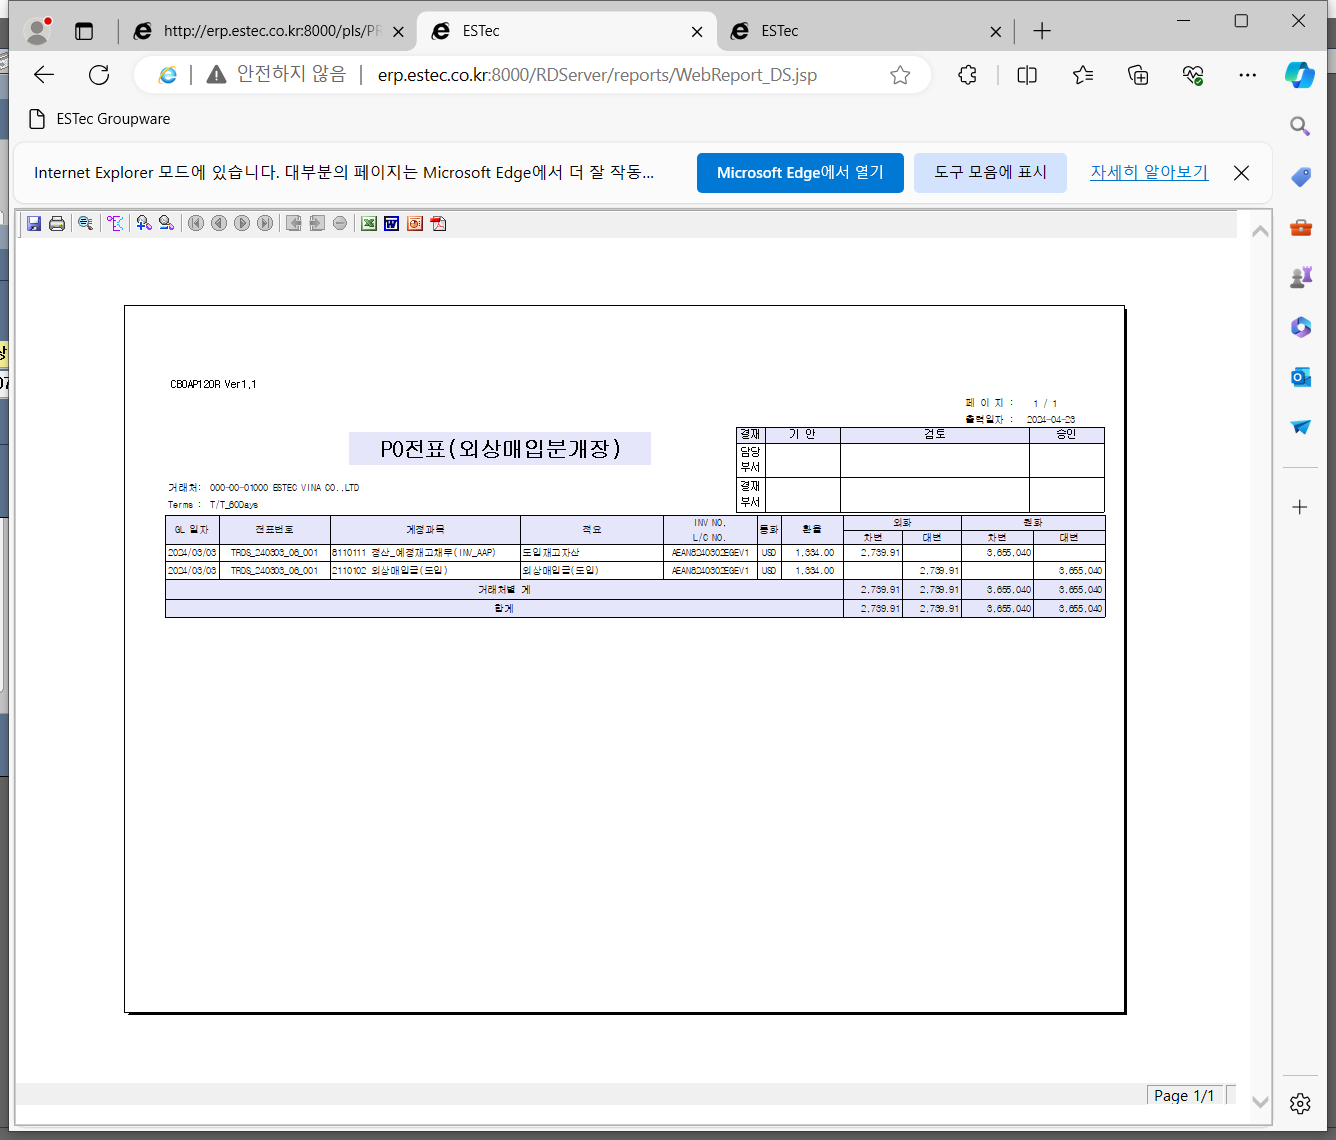 http://erp.estec.co.kr:8000/pls/PR
ESTec
ESTec
안전하지 않음
erp.estec.co.kr:8000/RDServer/reports/WebReport_DS.jsp
ESTec Groupware
Internet Explorer 모드에 있습니다. 대부분의 페이지는 Microsoft Edge에서 더 잘 작동...
Microsoft Edge에서 열기
도구 모음에 표시
자세히 알아보기
CBOAP120R Ver1.1
페 이 지 : 1 / 1
출력일자 : 2024-04-23
PO전표(외상매입분개장)
결재 기 안 검토 승인
담당 부서
결재 부서
거래처: 000-00-01000 ESTEC VINA CO.,LTD
Terms : T/T_60Days
GL 일자 전표번호 계정과목 적요 INV NO. L/C NO. 통화 환율 외화 원화
차변 대변 차변 대변
2024/03/03 TRDS_240303_06_001 8110111 정산_예정재고채무(INV_AAP) 도입재고자산 AEAN8240302EGEV1 USD 1,334.00 2,739.91 3,655,040
2024/03/03 TRDS_240303_06_001 2110102 외상매입금(도입) 외상매입금(도입) AEAN8240302EGEV1 USD 1,334.00 2,739.91 3,655,040
거래처별 계 2,739.91 2,739.91 3,655,040 3,655,040
합계 2,739.91 2,739.91 3,655,040 3,655,040
Page 1/1